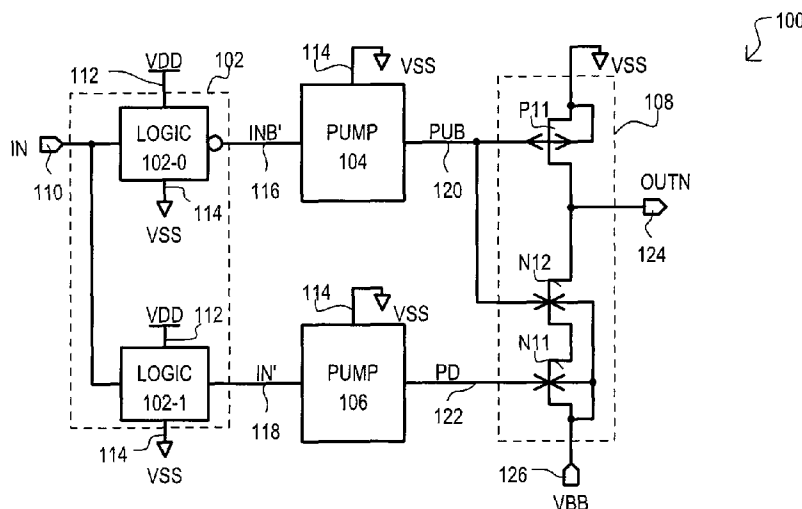 100
VDD
112
102
114
VSS
VSS
P11
108
LOGIC
102-0
IN
110
INB'
116
PUMP
104
PUB
120
114
VSS
OUTN
124
N12
VDD
112
114
VSS
N11
LOGIC
102-1
IN'
118
PUMP
106
PD
122
114
VSS
126
VBB